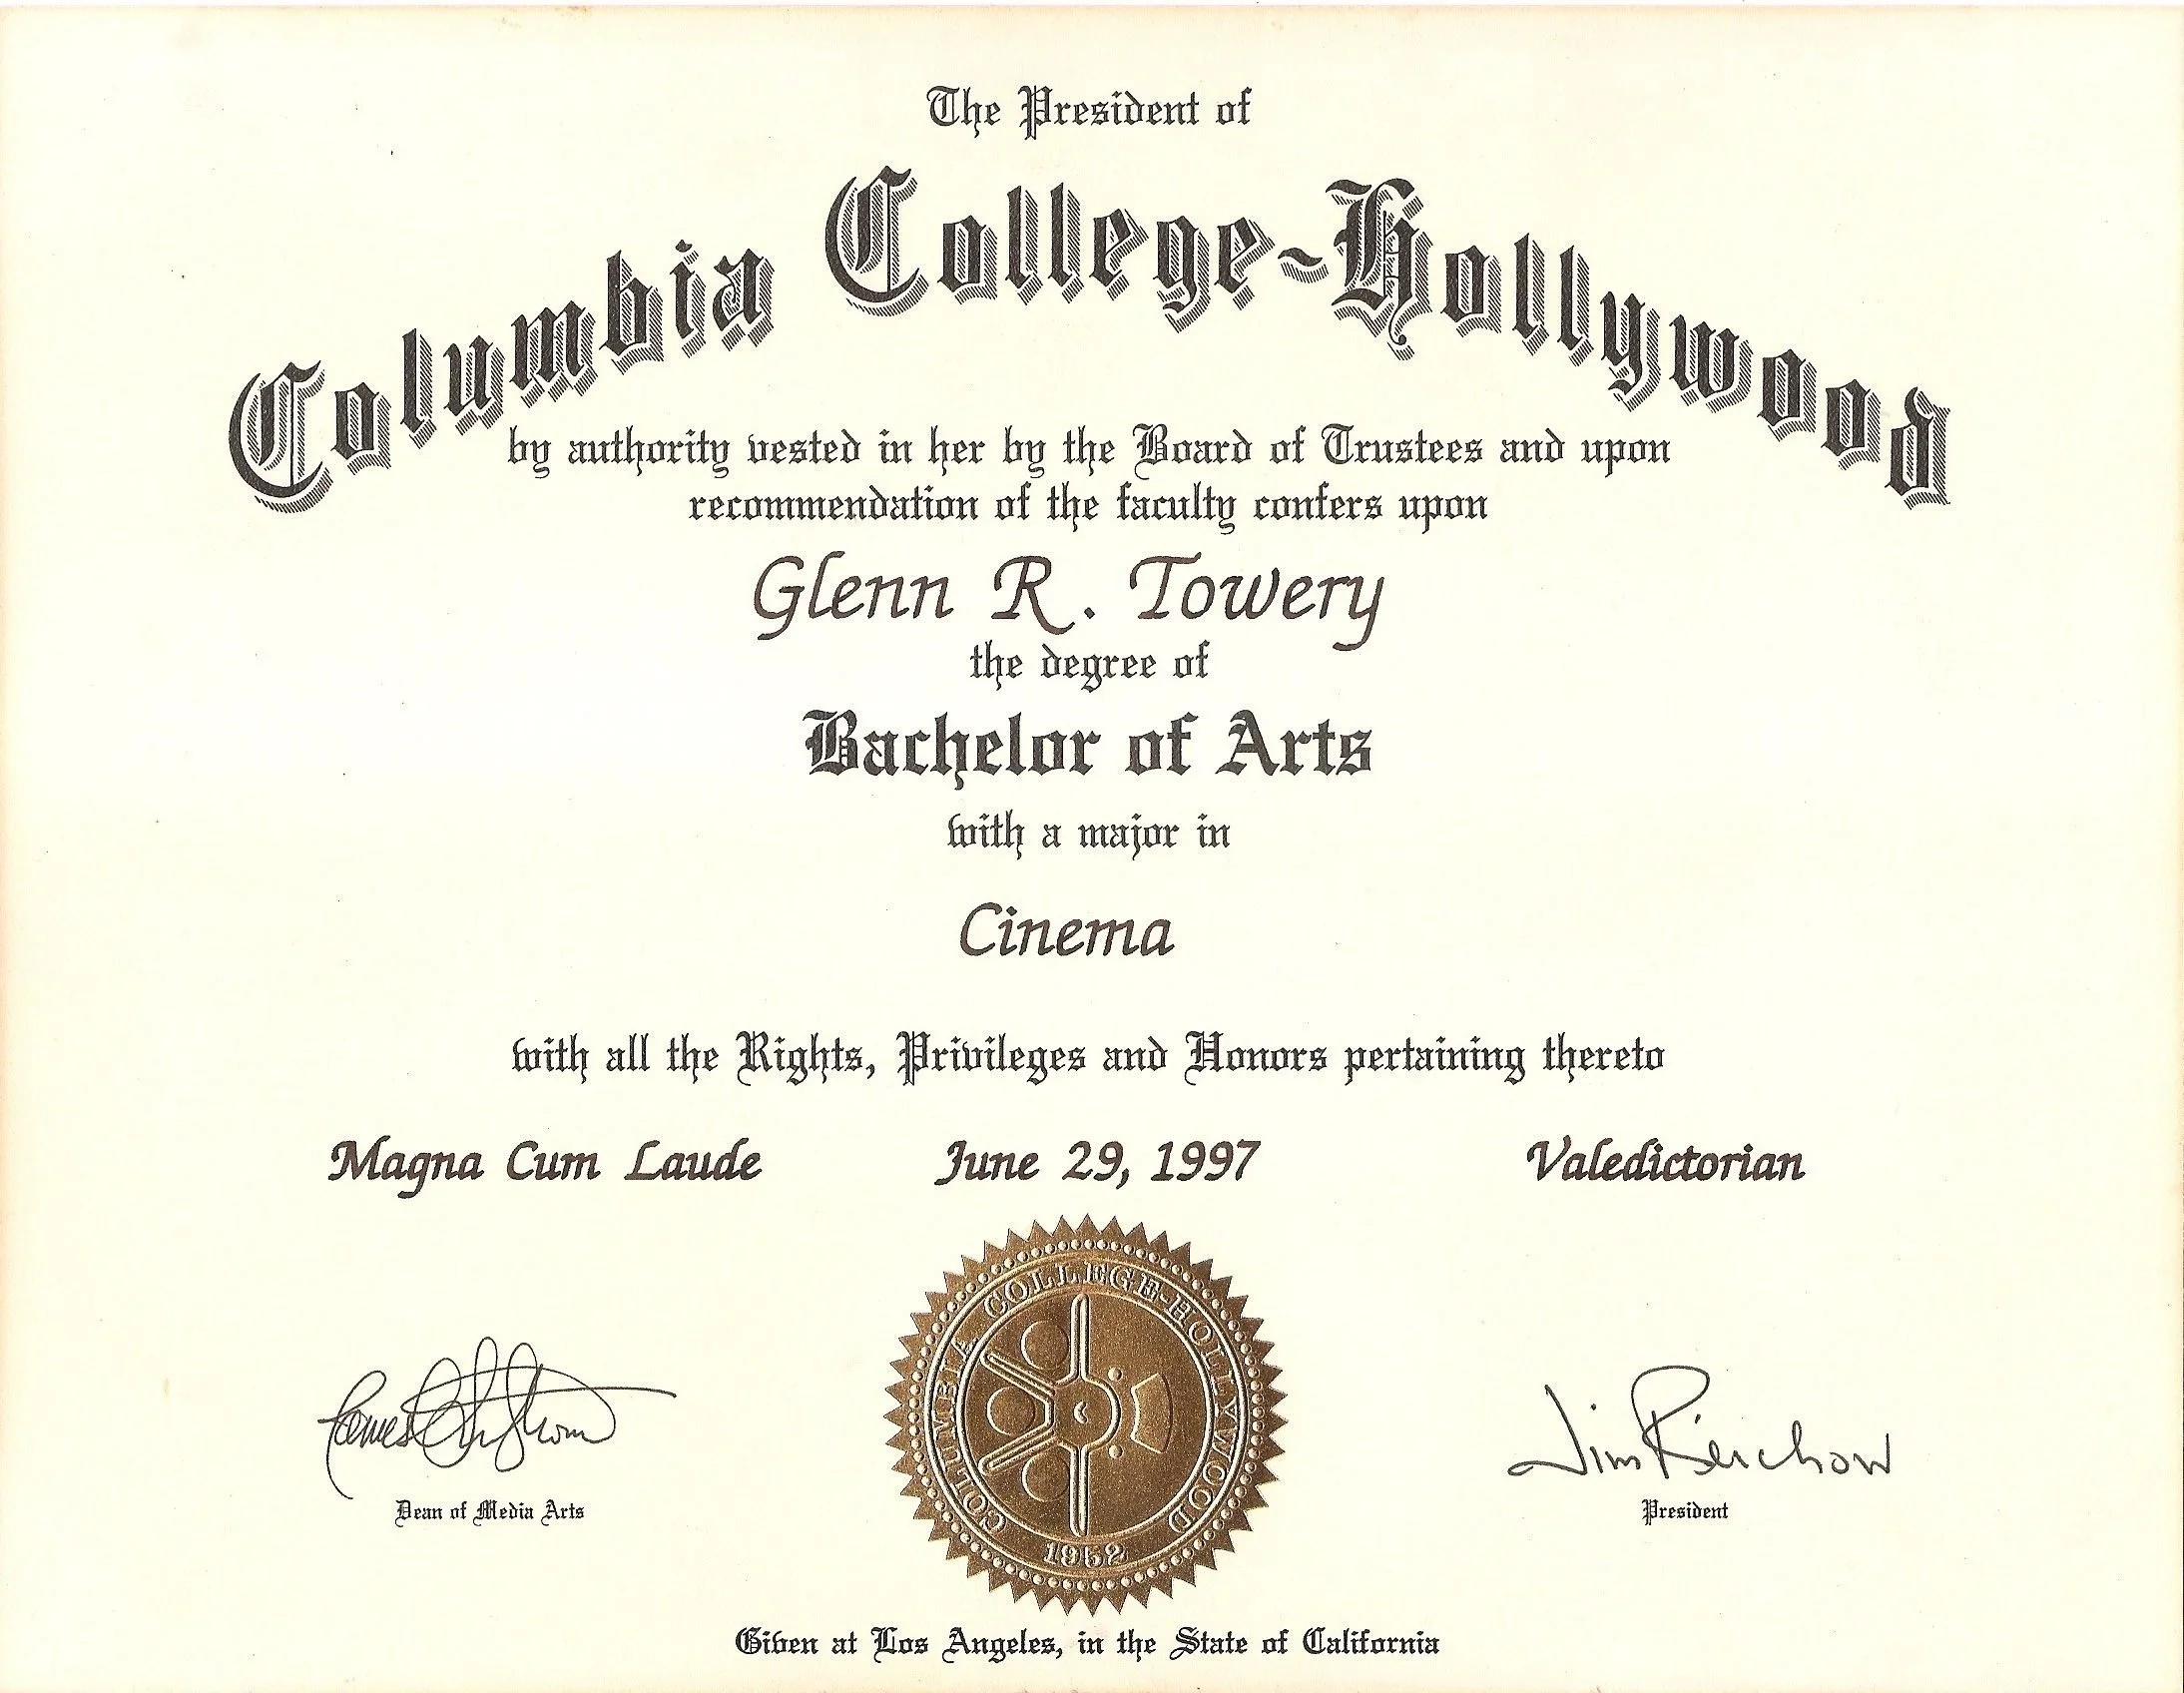 The President of
Columbia College-Hollywood
by authority vested in her by the Board of Trustees and upon
recommendation of the faculty confers upon
Glenn R. Towery
the degree of
Bachelor of Arts
with a major in
Cinema
with all the Rights, Privileges and Honors pertaining thereto
Magna Cum Laude June 29, 1997 Valedictorian
COLUMBIA COLLEGE-HOLLYWOOD
1952
Dean of Media Arts
President
Given at Los Angeles, in the State of California